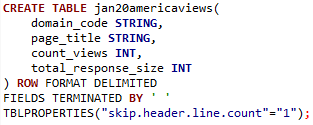 CREATE TABLE jan20americaviews(
    domain_code STRING,
    page_title STRING,
    count_views INT,
    total_response_size INT
) ROW FORMAT DELIMITED
FIELDS TERMINATED BY ' '
TBLPROPERTIES("skip.header.line.count"="1");